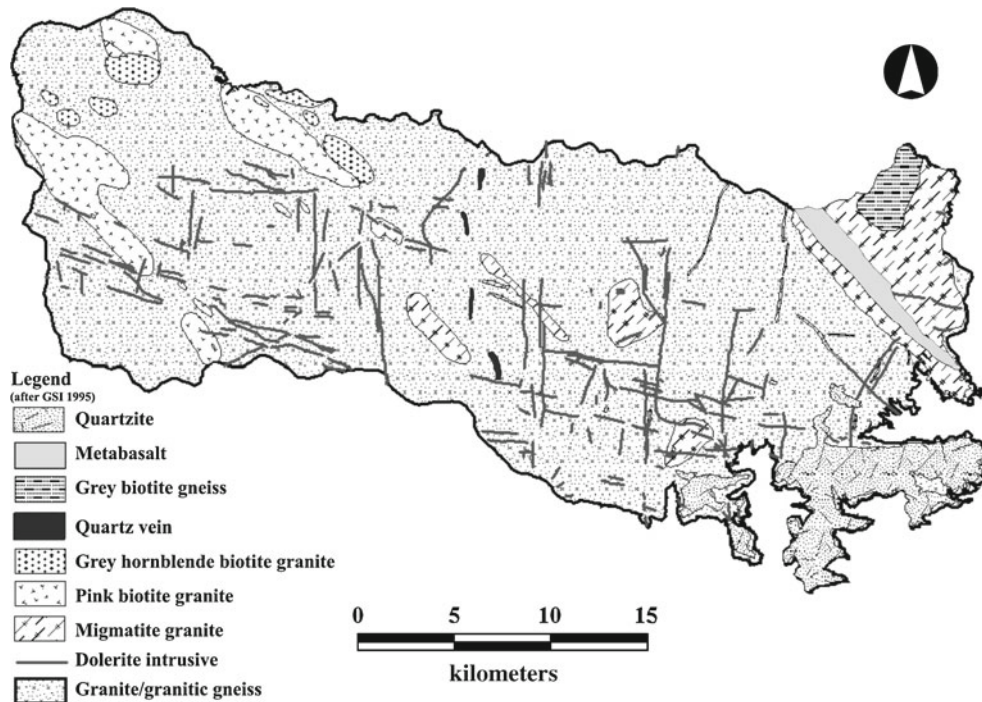 Legend
(after GSI 1995)
Quartzite
Metabasalt
Grey biotite gneiss
Quartz vein
Grey hornblende biotite granite
Pink biotite granite
Migmatite granite
Dolerite intrusive
Granite/granitic gneiss
0 5 10 15
kilometers